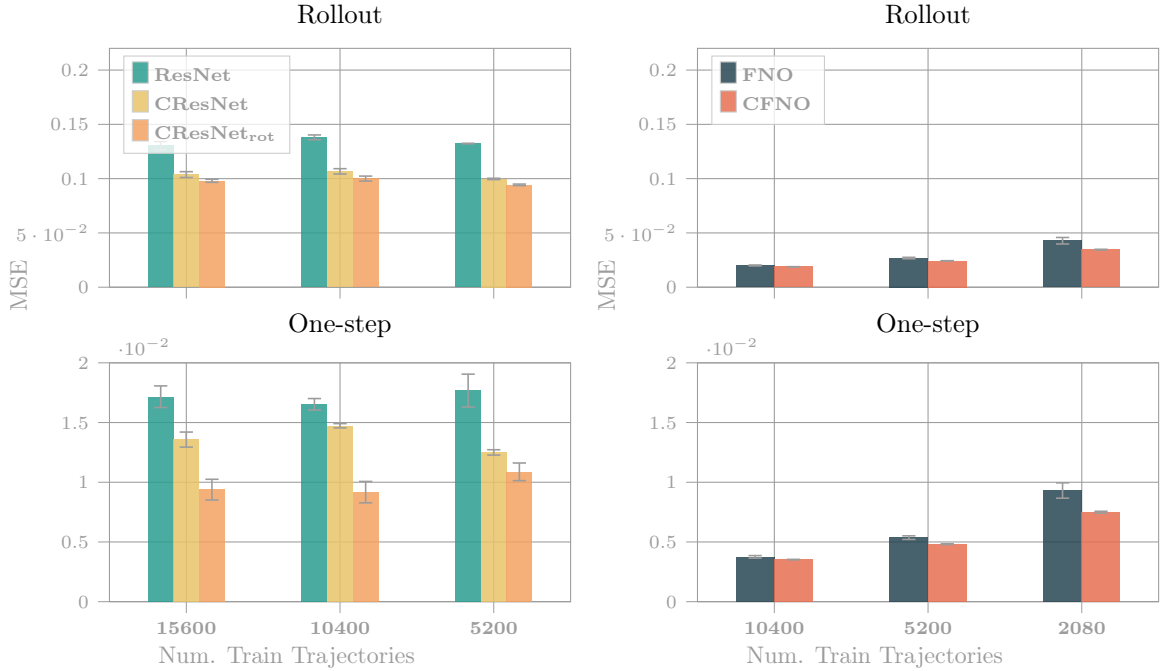 Rollout
0.2
0.15
0.1
5 · 10⁻²
0
MSE
ResNet
CResNet
CResNet_rot
Rollout
0.2
0.15
0.1
5 · 10⁻²
0
MSE
FNO
CFNO
One-step
·10⁻²
2
1.5
1
0.5
0
15600 10400 5200
Num. Train Trajectories
One-step
·10⁻²
2
1.5
1
0.5
0
10400 5200 2080
Num. Train Trajectories